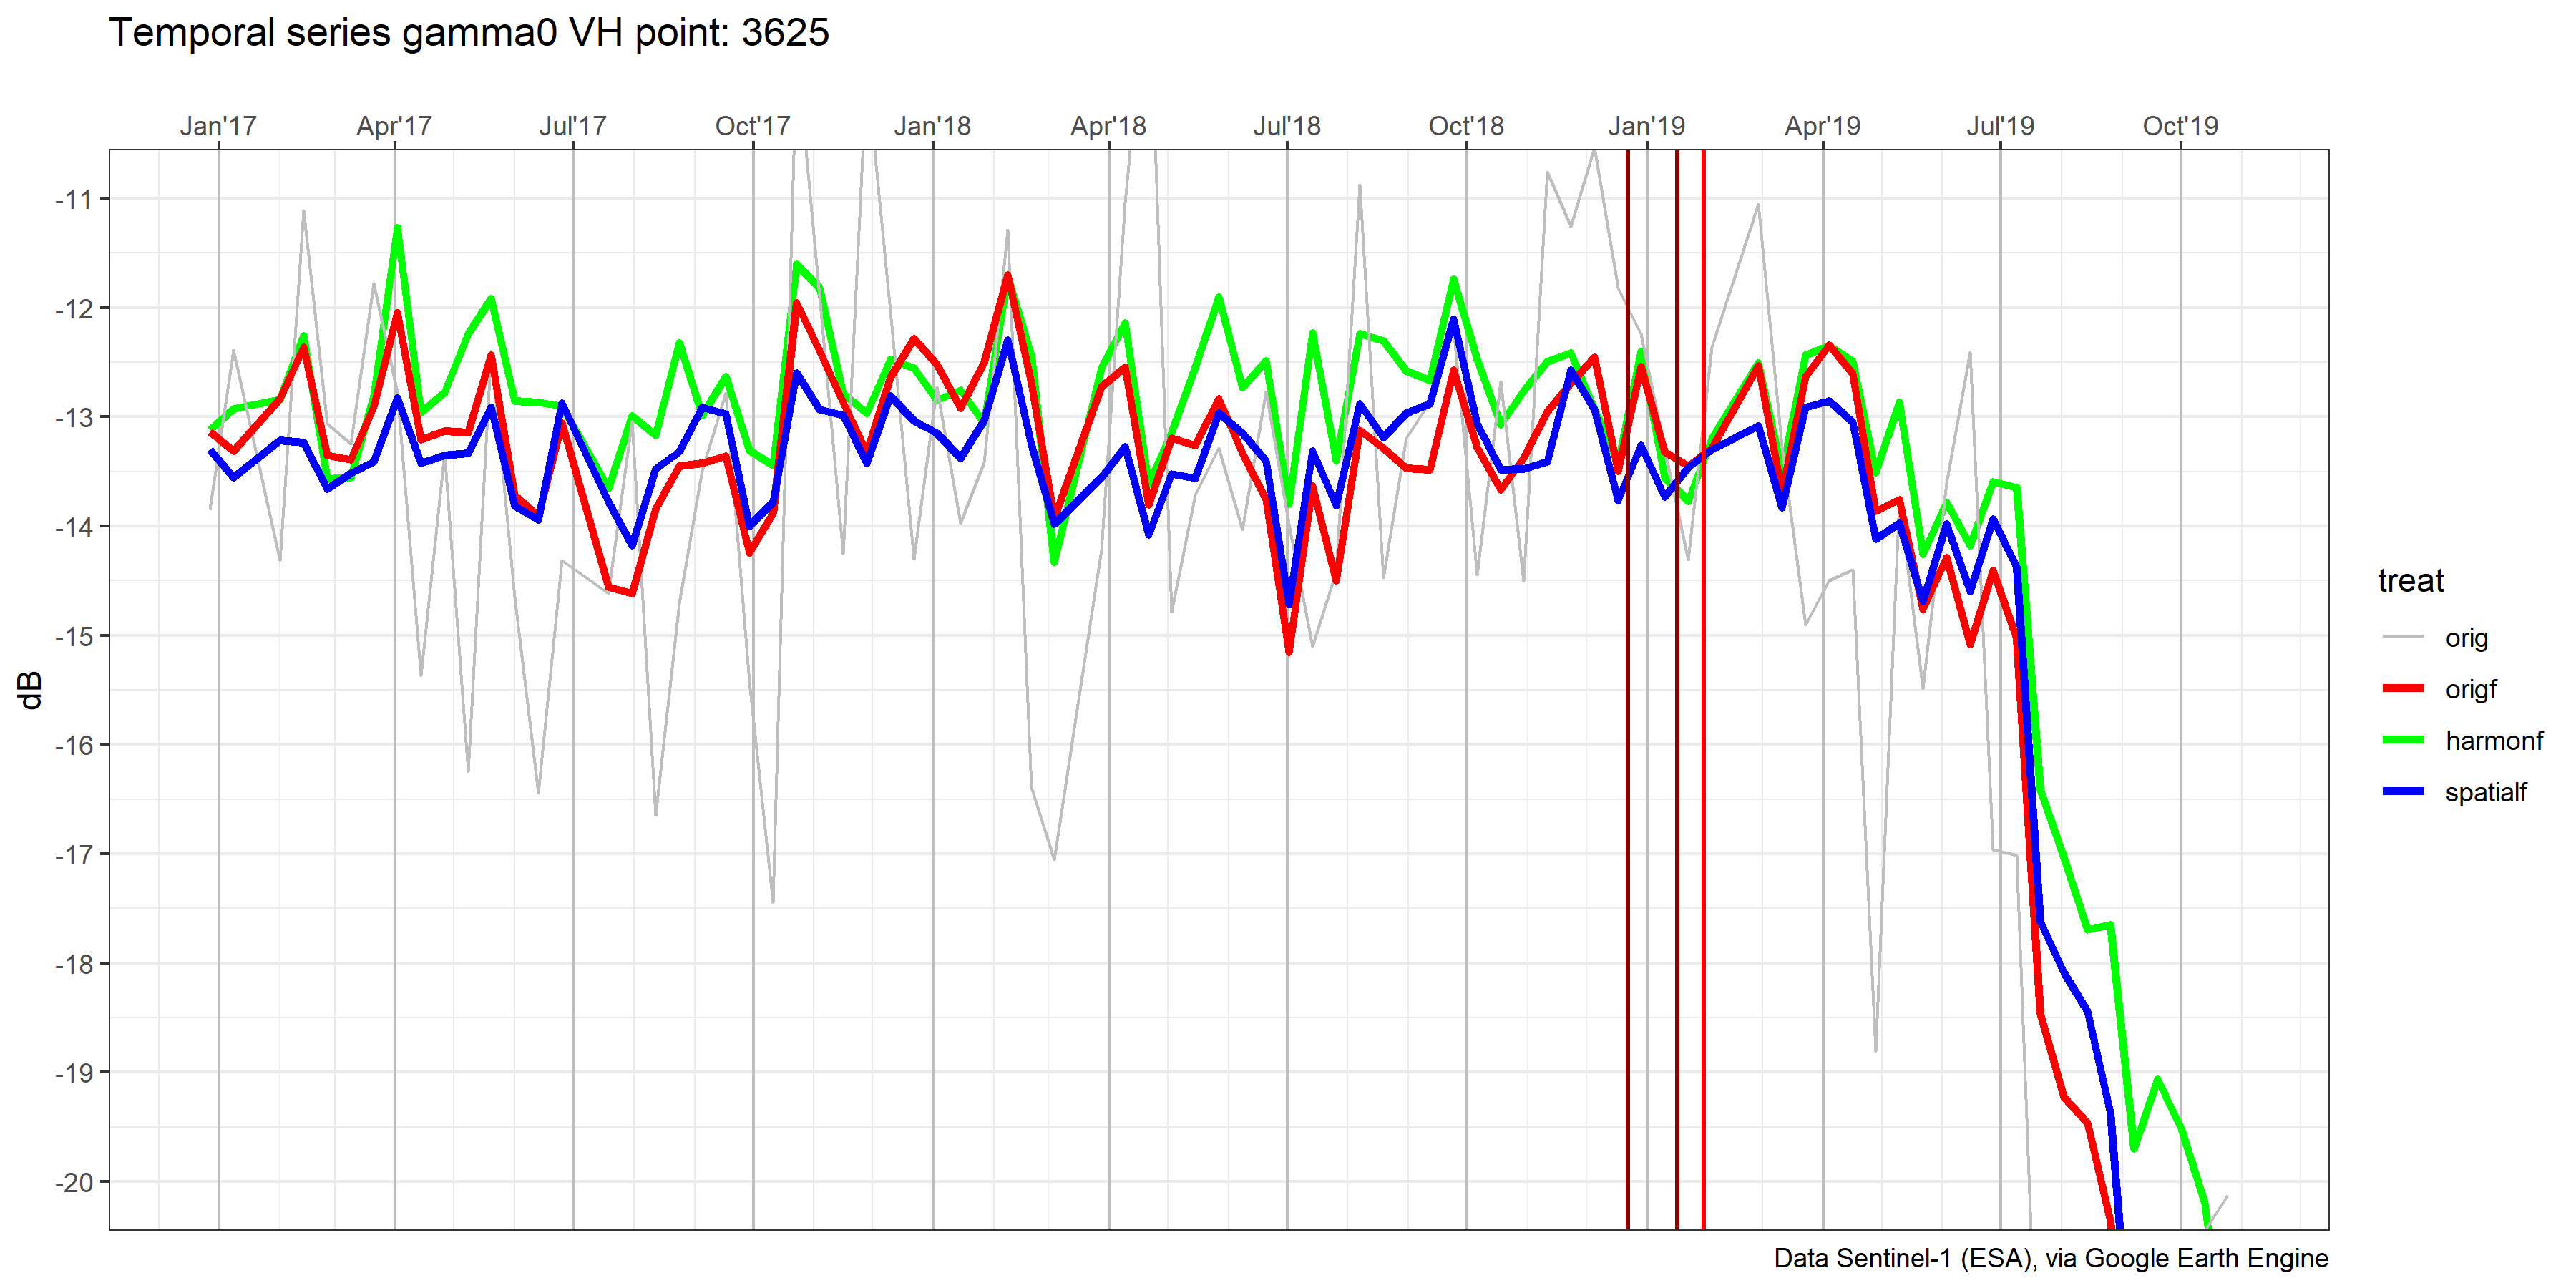 Temporal series gamma0 VH point: 3625
Jan'17 Apr'17 Jul'17 Oct'17 Jan'18 Apr'18 Jul'18 Oct'18 Jan'19 Apr'19 Jul'19 Oct'19
-11
-12
-13
-14
-15
-16
-17
-18
-19
-20
dB
treat
orig
origf
harmonf
spatialf
Data Sentinel-1 (ESA), via Google Earth Engine